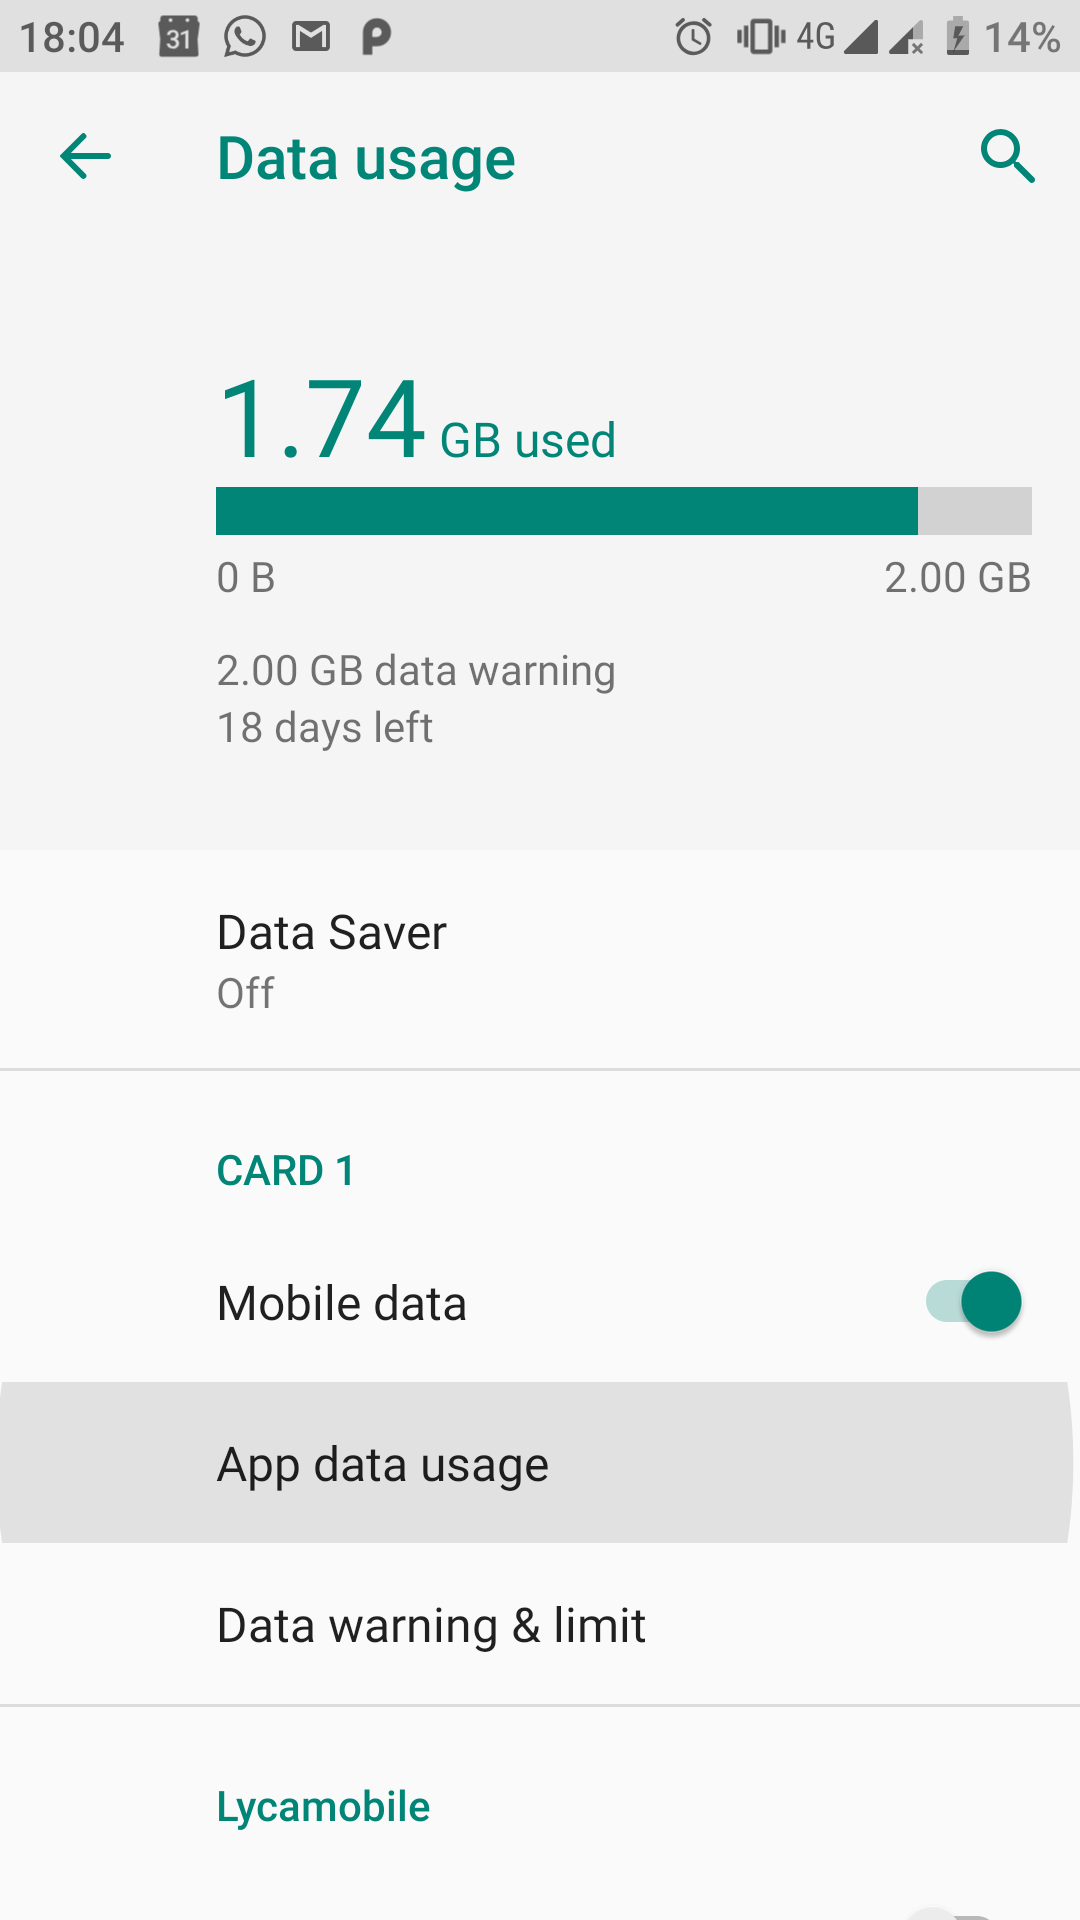 18:04 31 4G 14%
Data usage
1.74 GB used
0 B 2.00 GB
2.00 GB data warning
18 days left
Data Saver
Off
CARD 1
Mobile data
App data usage
Data warning & limit
Lycamobile